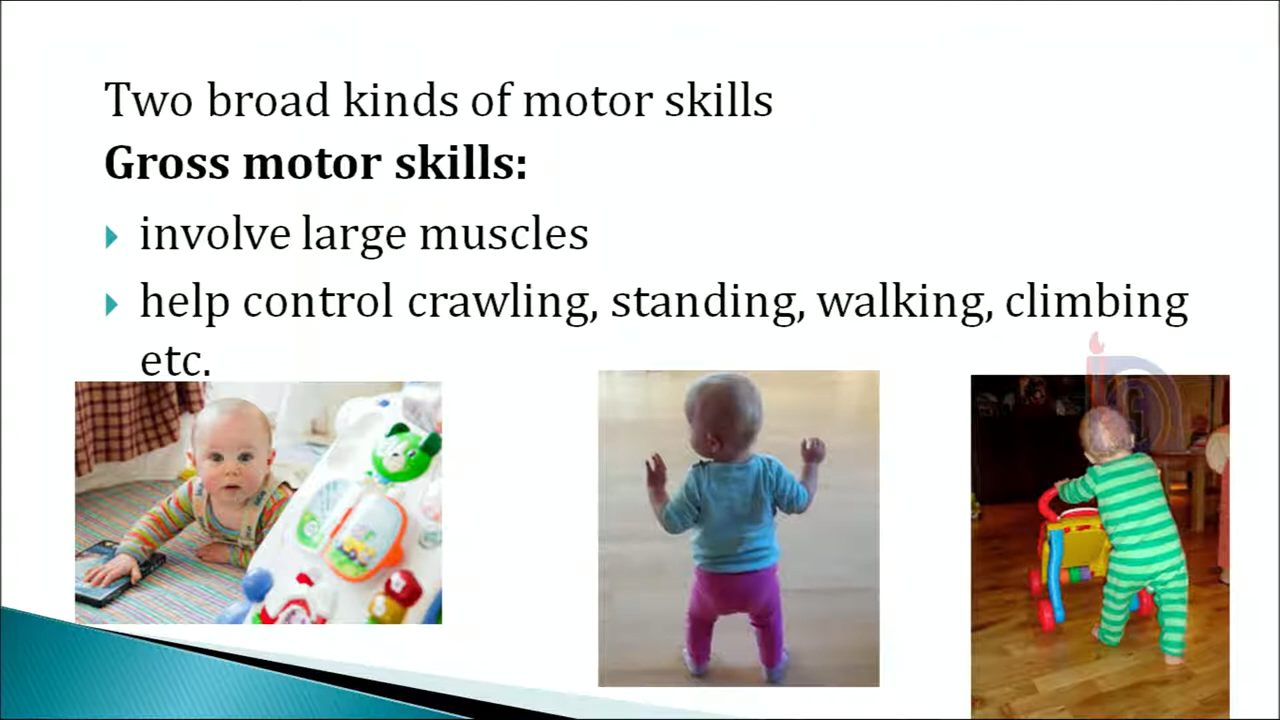 Two broad kinds of motor skills
Gross motor skills:
involve large muscles
help control crawling, standing, walking, climbing
etc.